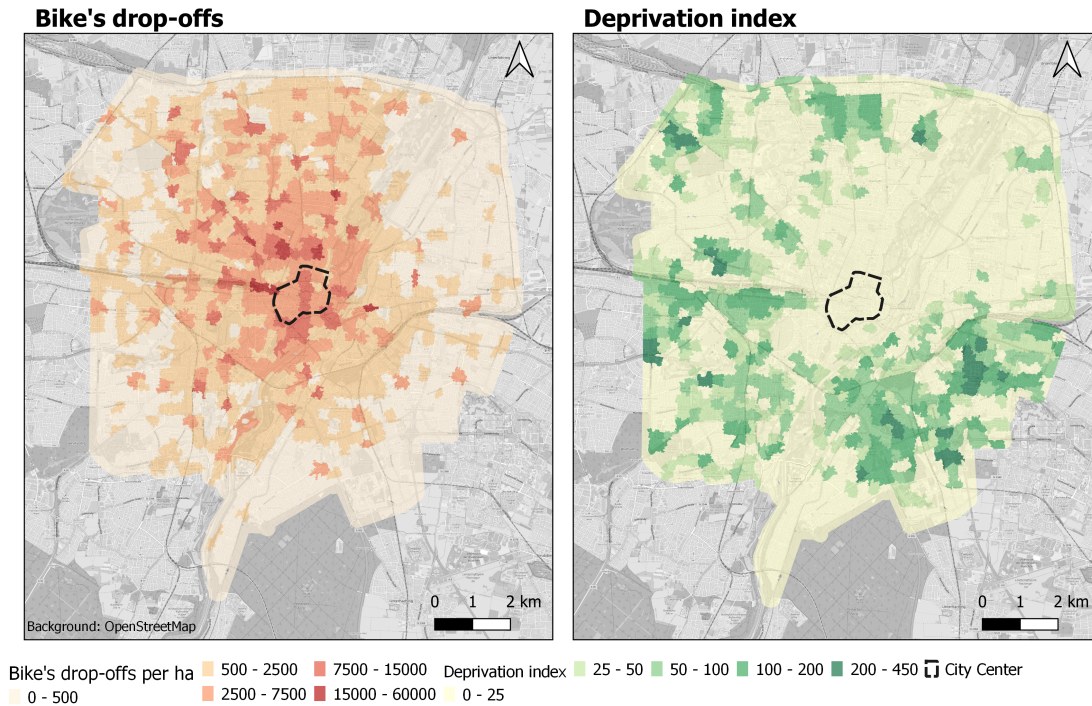 Bike's drop-offs
Deprivation index
Background: OpenStreetMap
0 1 2 km
0 1 2 km
Bike's drop-offs per ha
0 - 500
500 - 2500
2500 - 7500
7500 - 15000
15000 - 60000
Deprivation index
0 - 25
25 - 50
50 - 100
100 - 200
200 - 450
City Center